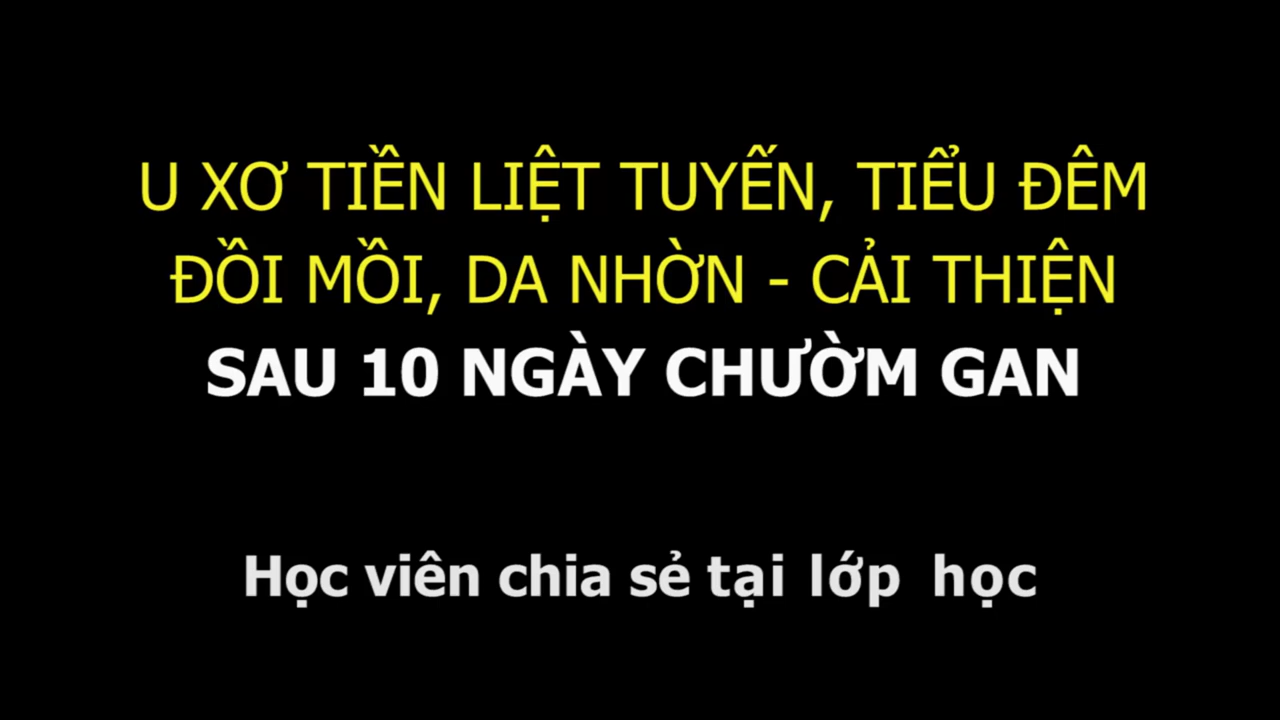 U XƠ TIỀN LIỆT TUYẾN, TIỂU ĐÊM
ĐỒI MỒI, DA NHỜN - CẢI THIỆN
SAU 10 NGÀY CHƯỜM GAN
Học viên chia sẻ tại lớp học